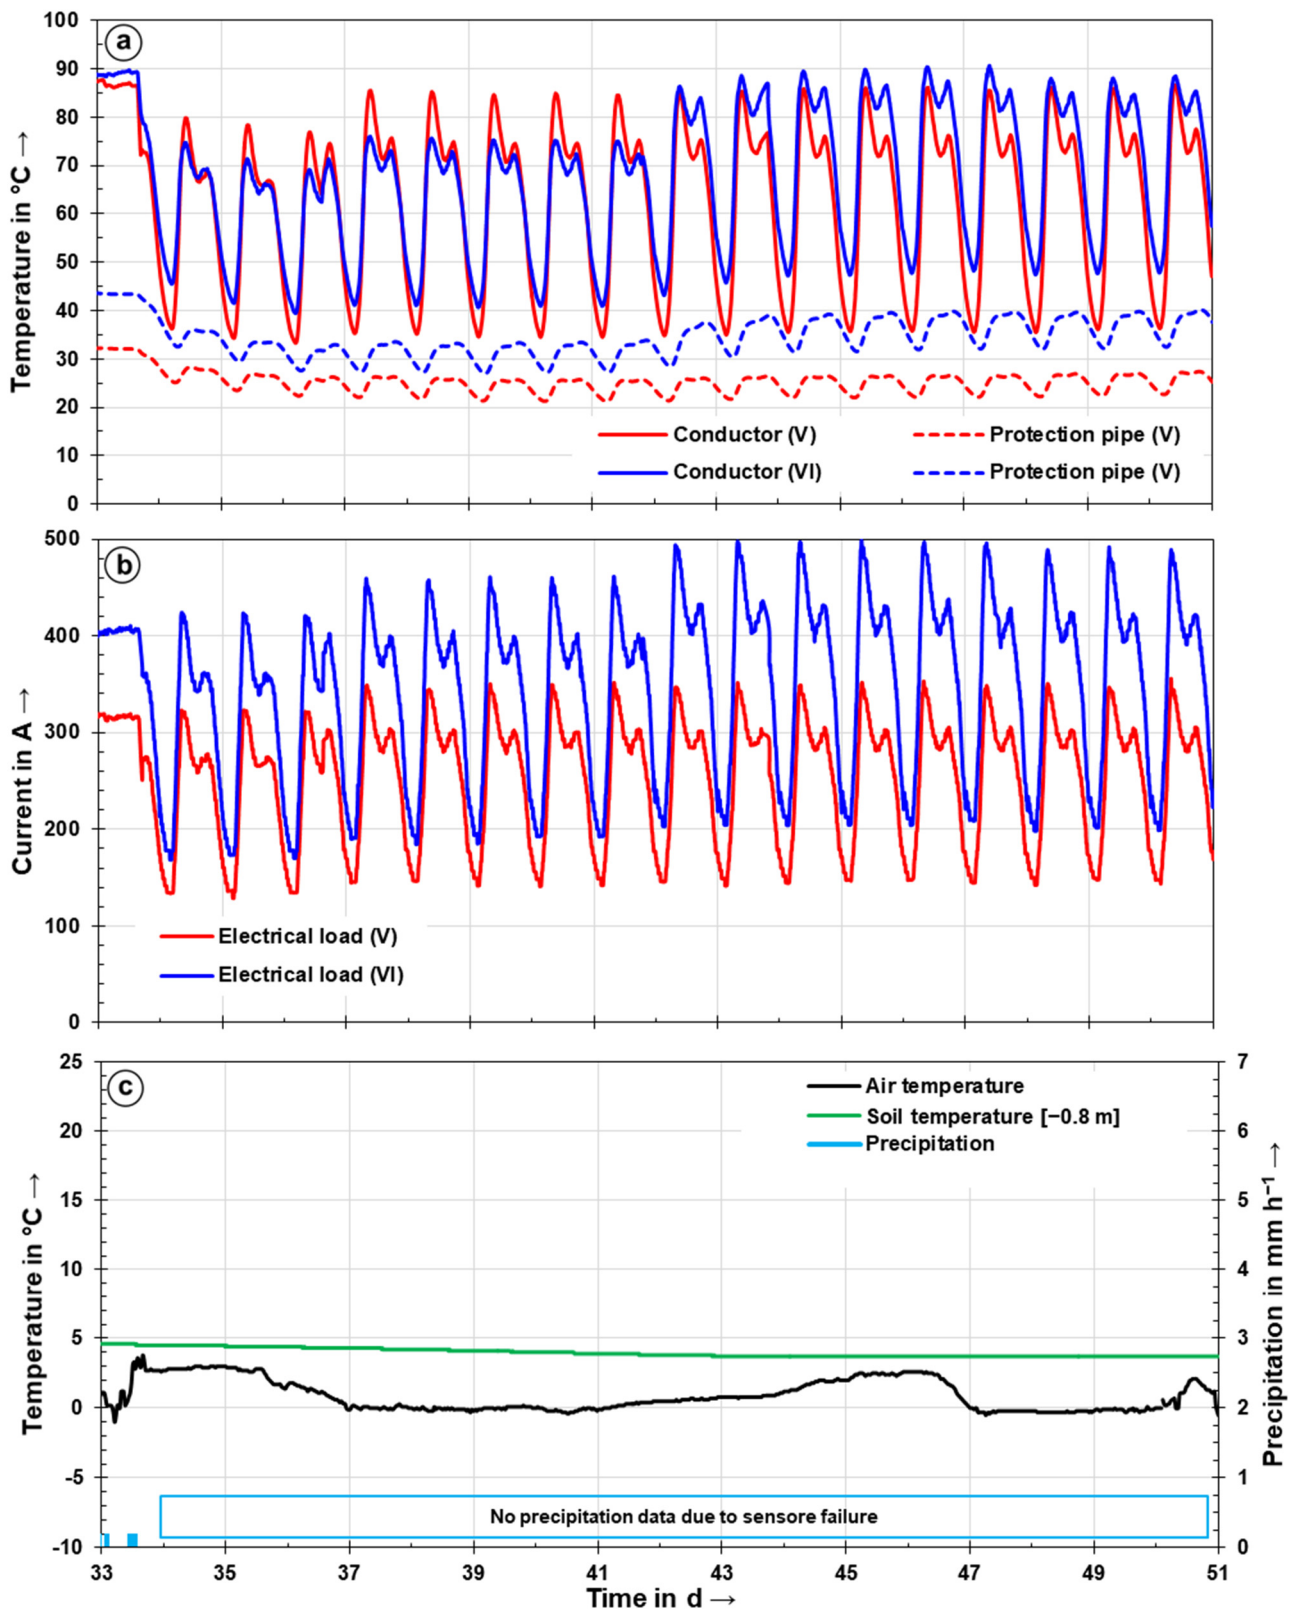 100
90
80
70
60
50
40
30
20
10
0
Temperature in °C →
a
Conductor (V)
Protection pipe (V)
Conductor (VI)
Protection pipe (V)
500
400
300
200
100
0
Current in A →
b
Electrical load (V)
Electrical load (VI)
25
20
15
10
5
0
-5
-10
Temperature in °C →
c
Air temperature
Soil temperature [−0.8 m]
Precipitation
7
6
5
4
3
2
1
0
Precipitation in mm h⁻¹ →
No precipitation data due to sensore failure
33 35 37 39 41 43 45 47 49 51
Time in d →